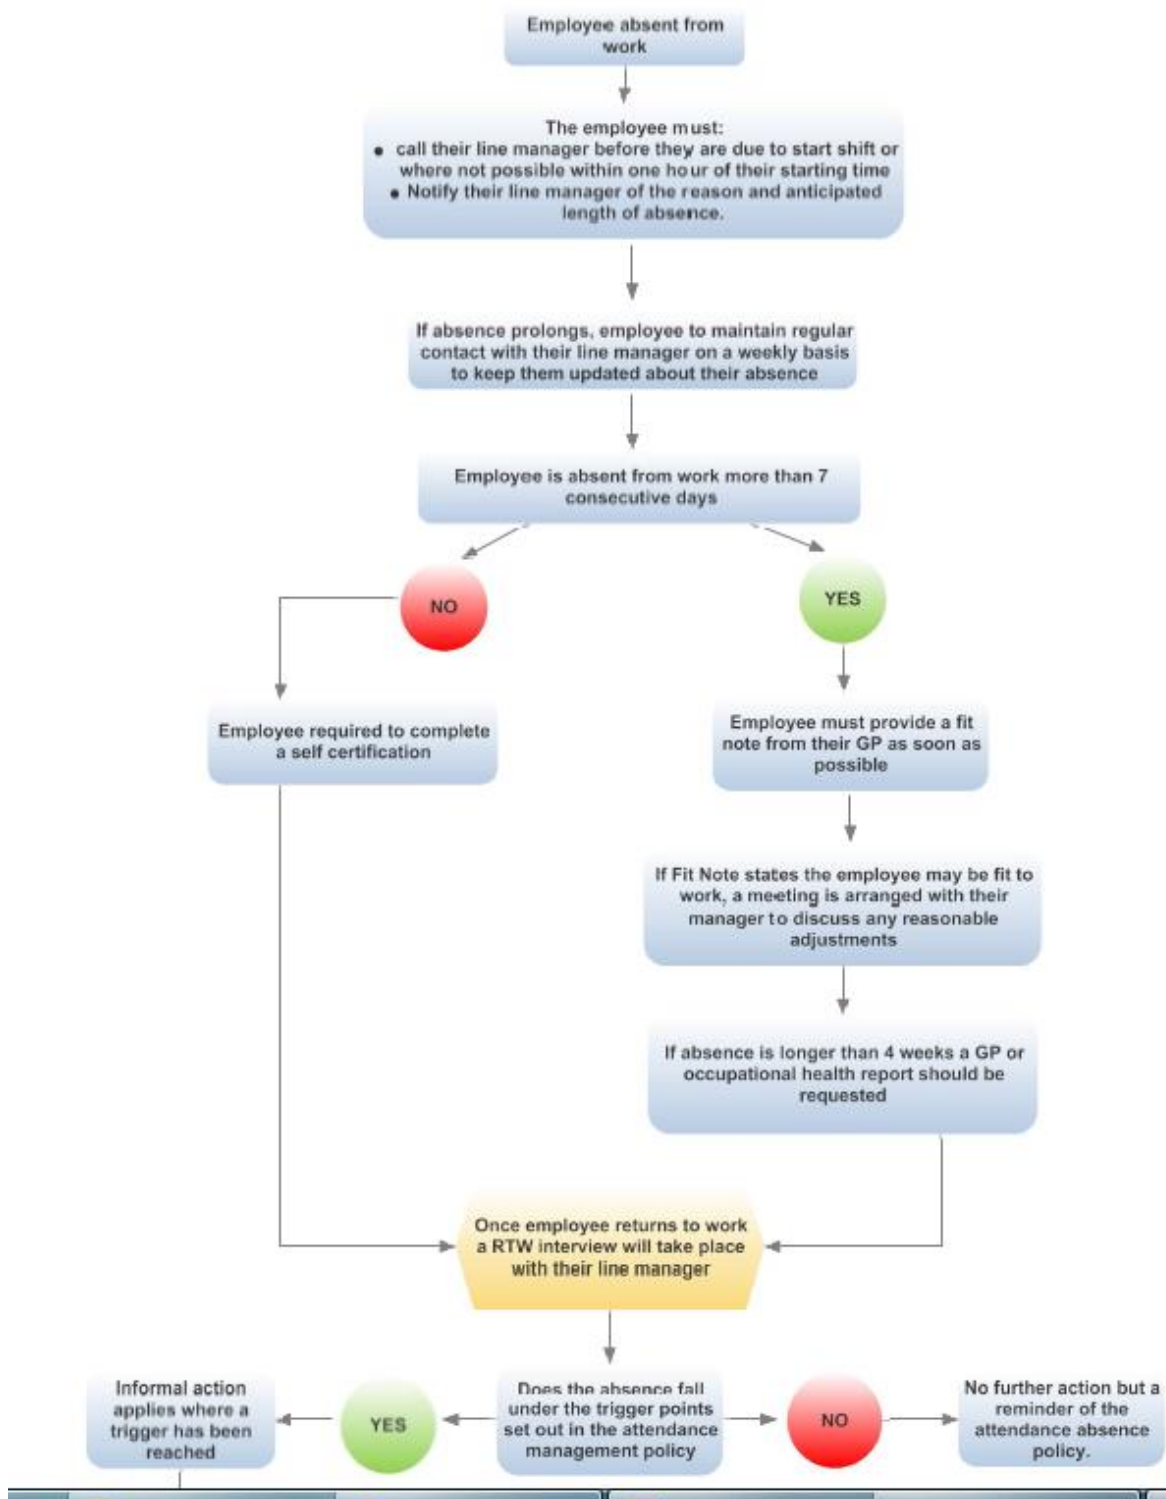 Employee absent from
work
The employee must:
• call their line manager before they are due to start shift or
where not possible within one hour of their starting time
• Notify their line manager of the reason and anticipated
length of absence.
If absence prolongs, employee to maintain regular
contact with their line manager on a weekly basis
to keep them updated about their absence
Employee is absent from work more than 7
consecutive days
NO
YES
Employee required to complete
a self certification
Employee must provide a fit
note from their GP as soon as
possible
If Fit Note states the employee may be fit to
work, a meeting is arranged with their
manager to discuss any reasonable
adjustments
If absence is longer than 4 weeks a GP or
occupational health report should be
requested
Once employee returns to work
a RTW interview will take place
with their line manager
Informal action
applies where a
trigger has been
reached
YES
Does the absence fall
under the trigger points
set out in the attendance
management policy
NO
No further action but a
reminder of the
attendance absence
policy.